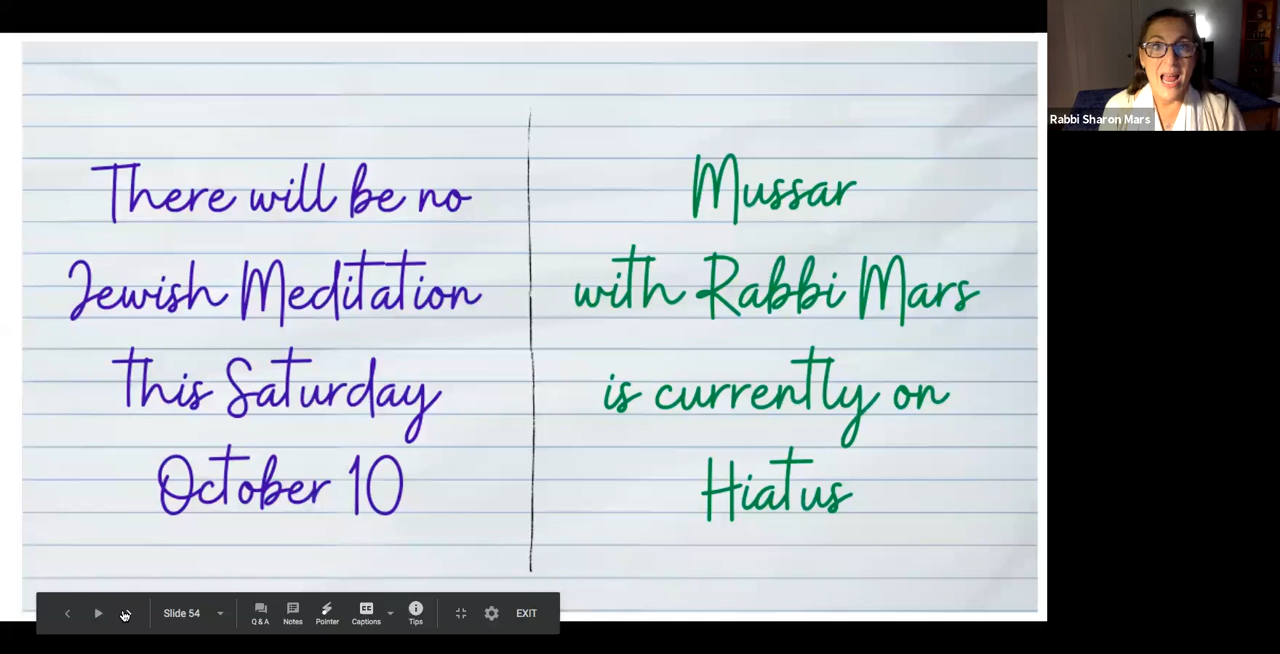 There will be no
Jewish Meditation
this Saturday
October 10
Mussar
with Rabbi Mars
is currently on
Hiatus
Rabbi Sharon Mars
Slide 54
Q & A
Notes
Pointer
Captions
Tips
EXIT